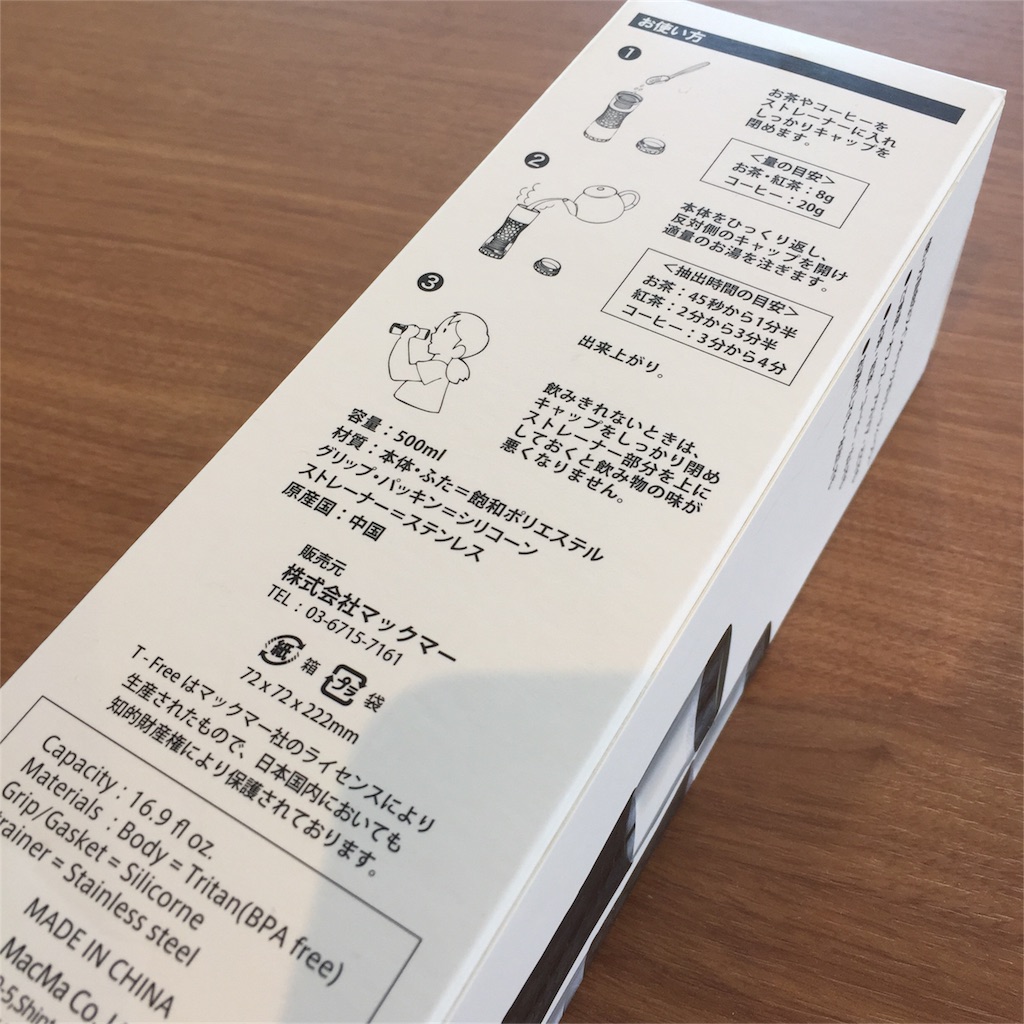 お使い方
1
お茶やコーヒーを
ストレーナーに入れ
しっかりキャップを
閉めます。
<量の目安>
お茶・紅茶：8g
コーヒー：20g
2
本体をひっくり返し、
反対側のキャップを開け
適量のお湯を注ぎます。
<抽出時間の目安>
お茶：45秒から1分半
紅茶：2分から3分半
コーヒー：3分から4分
3
出来上がり。
飲みきれないときは、
キャップをしっかり閉め
ストレーナー部分を上に
しておくと飲み物の味が
悪くなりません。
容量：500ml
材質：本体・ふた＝飽和ポリエステル
グリップ・パッキン＝シリコーン
ストレーナー＝ステンレス
原産国：中国
販売元
株式会社マックマー
TEL：03-6715-7161
紙 箱 プラ 袋
72 x 72 x 222mm
T - Free はマックマー社のライセンスにより
生産されたもので、日本国内においても
知的財産権により保護されております。
Capacity : 16.9 fl oz.
Materials : Body = Tritan(BPA free)
Grip/Gasket = Silicorne
rainer = Stainless steel
MADE IN CHINA
MacMa Co.